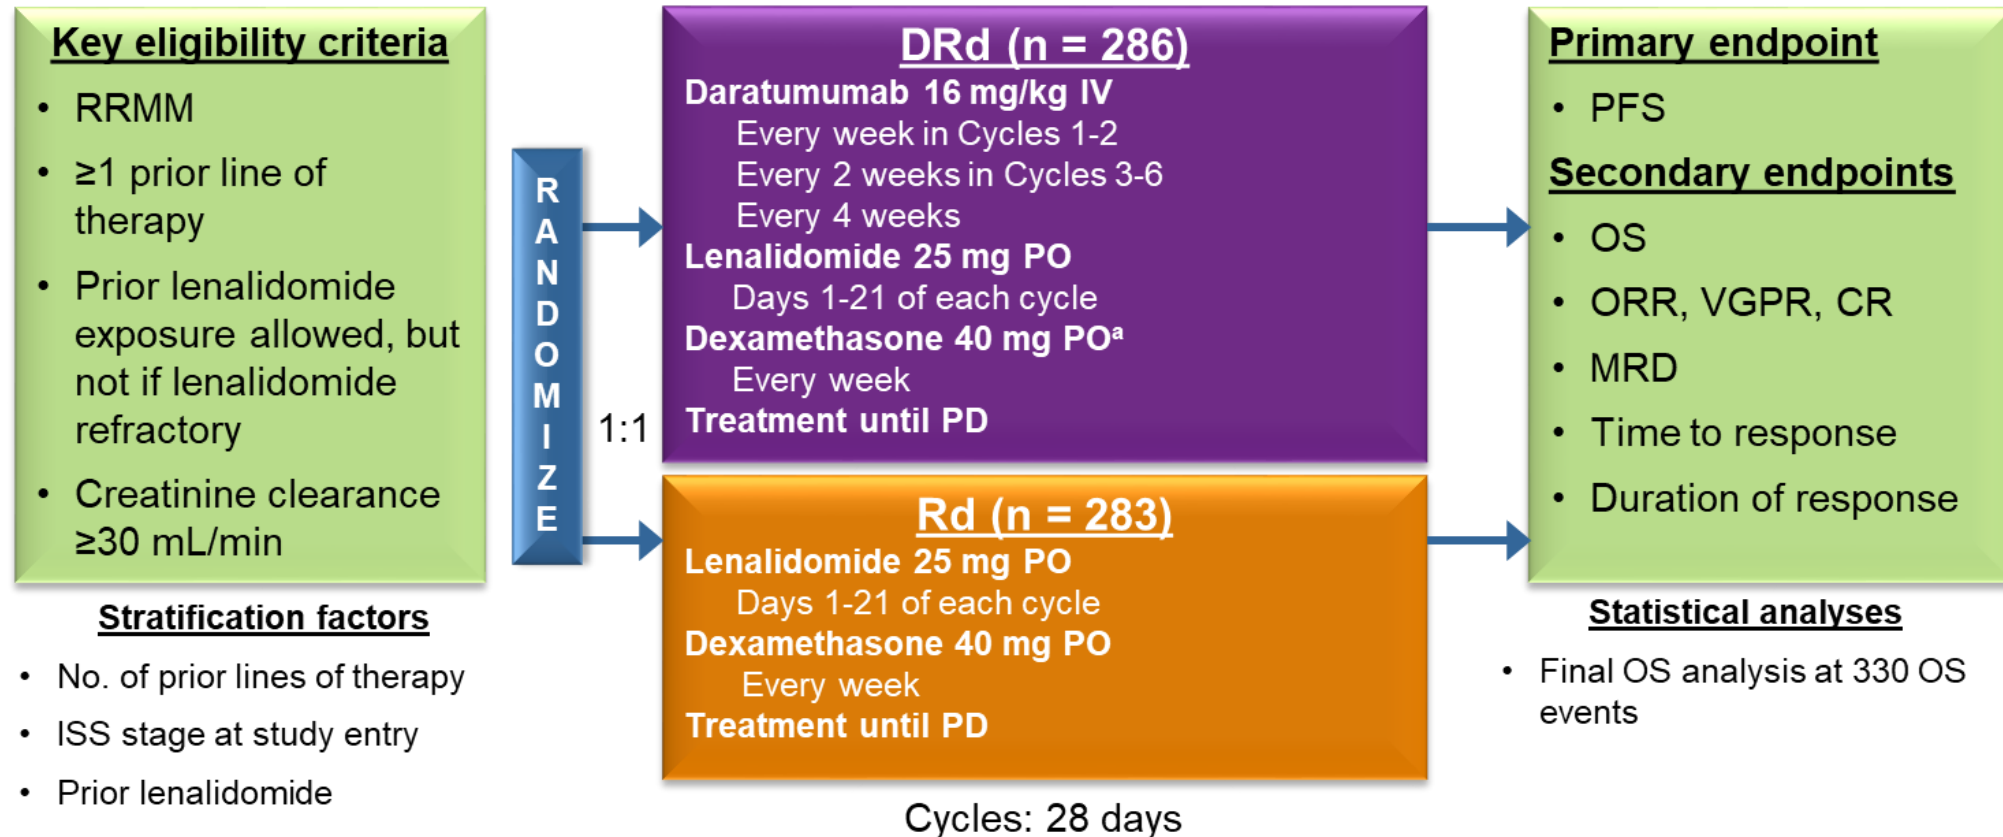 Key eligibility criteria
• RRMM
• ≥1 prior line of
therapy
• Prior lenalidomide
exposure allowed, but
not if lenalidomide
refractory
• Creatinine clearance
≥30 mL/min
Stratification factors
• No. of prior lines of therapy
• ISS stage at study entry
• Prior lenalidomide
RANDOMIZE
1:1
DRd (n = 286)
Daratumumab 16 mg/kg IV
Every week in Cycles 1-2
Every 2 weeks in Cycles 3-6
Every 4 weeks
Lenalidomide 25 mg PO
Days 1-21 of each cycle
Dexamethasone 40 mg POᵃ
Every week
Treatment until PD
Rd (n = 283)
Lenalidomide 25 mg PO
Days 1-21 of each cycle
Dexamethasone 40 mg PO
Every week
Treatment until PD
Cycles: 28 days
Primary endpoint
• PFS
Secondary endpoints
• OS
• ORR, VGPR, CR
• MRD
• Time to response
• Duration of response
Statistical analyses
• Final OS analysis at 330 OS
events